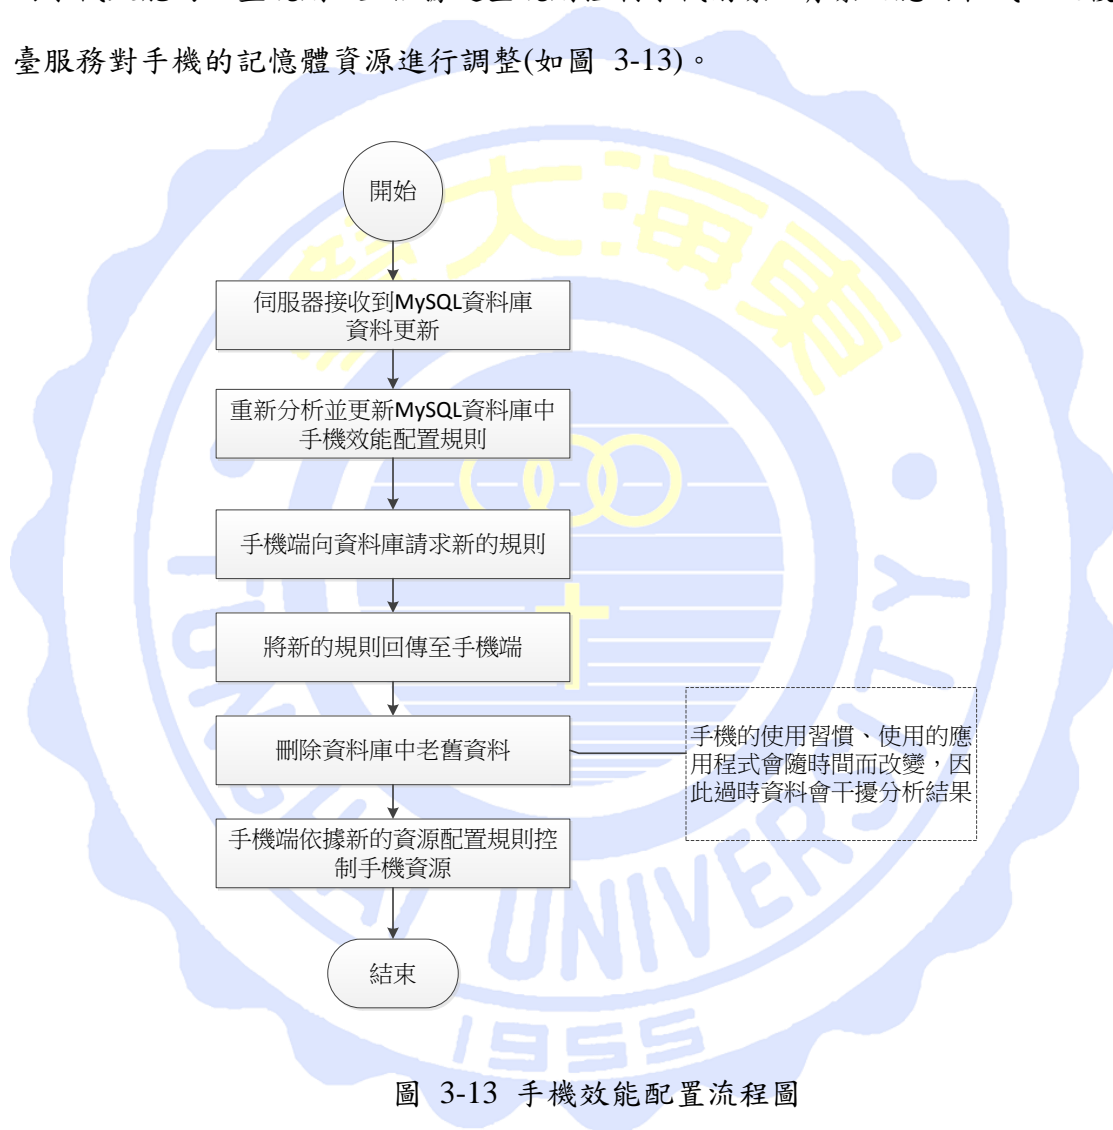 臺服務對手機的記憶體資源進行調整(如圖 3-13)。
開始
伺服器接收到MySQL資料庫
資料更新
重新分析並更新MySQL資料庫中
手機效能配置規則
手機端向資料庫請求新的規則
將新的規則回傳至手機端
刪除資料庫中老舊資料
手機的使用習慣、使用的應
用程式會隨時間而改變,因
此過時資料會干擾分析結果
手機端依據新的資源配置規則控
制手機資源
結束
圖 3-13 手機效能配置流程圖
學大海東
UNIVERSITY
1955